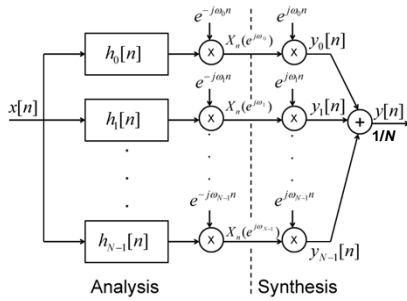 e^{-jω_0 n} e^{jω_0 n}
h_0[n] x X_n(e^{jω_0}) x y_0[n]
x[n] e^{-jω_1 n} e^{jω_1 n} y[n]
h_1[n] x X_n(e^{jω_1}) x y_1[n] + 1/N
e^{-jω_{N-1} n} e^{jω_{N-1} n}
h_{N-1}[n] x X_n(e^{jω_{N-1}}) x y_{N-1}[n]
Analysis Synthesis